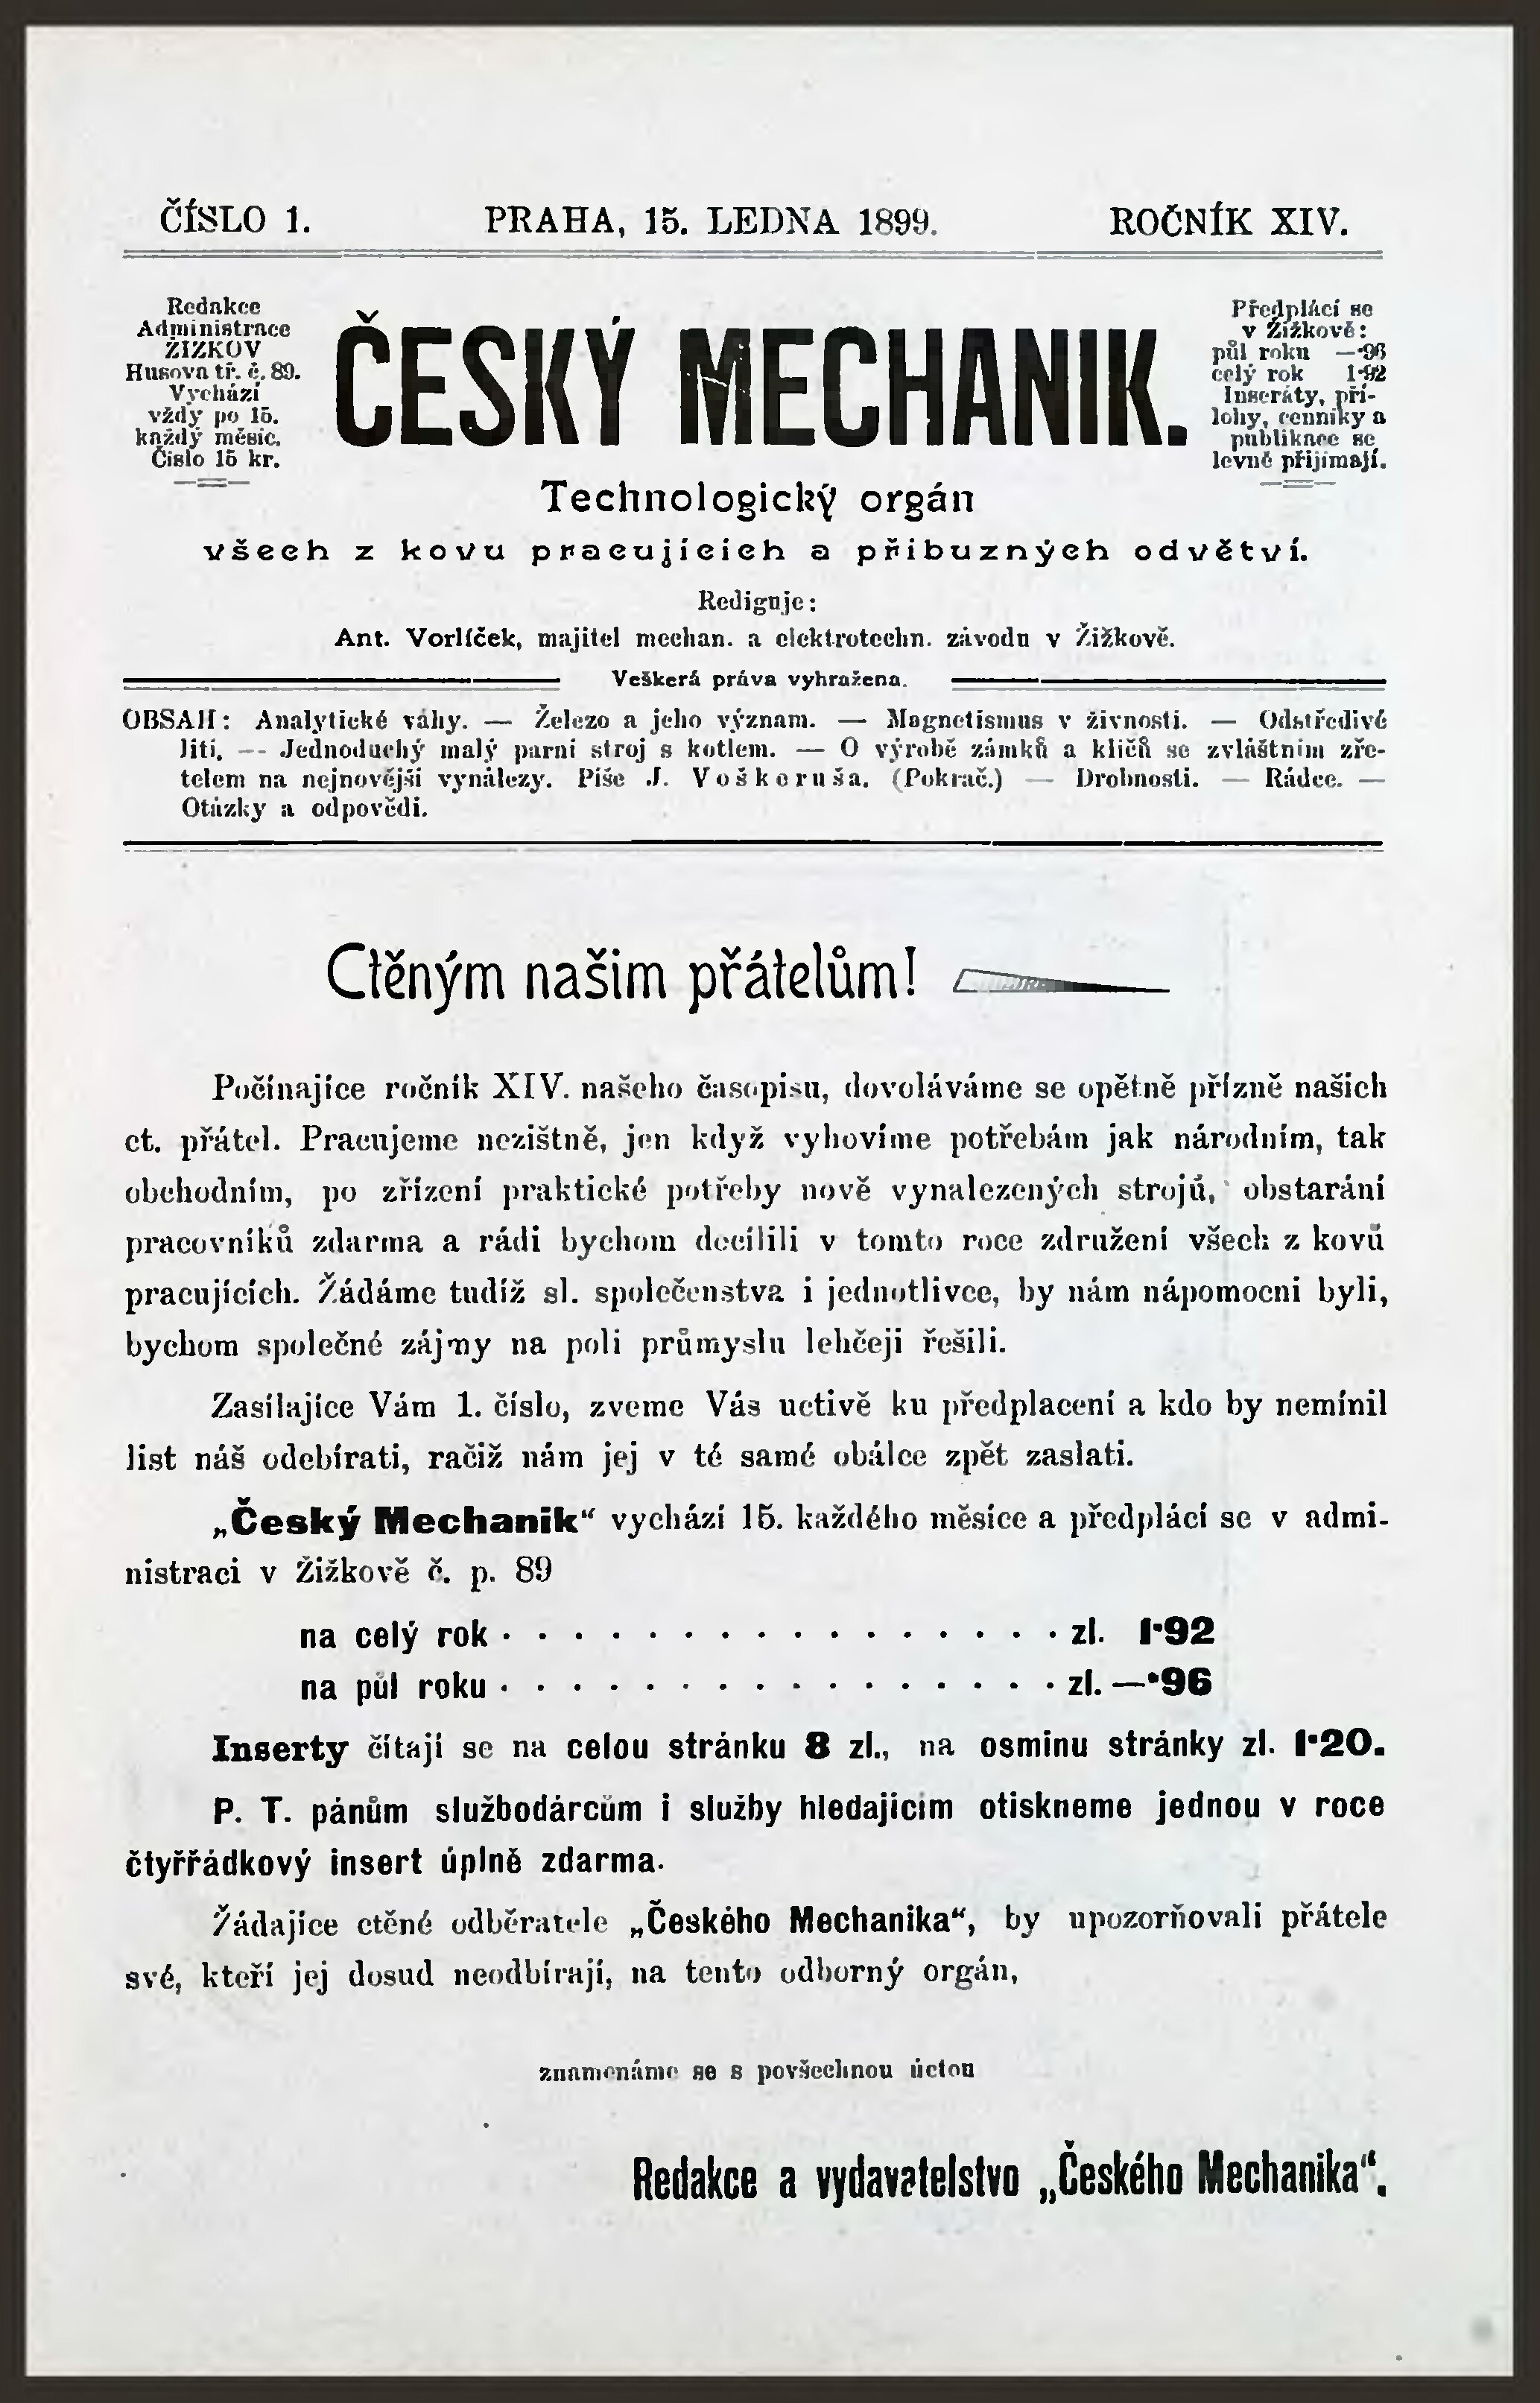 ČÍSLO 1. PRAHA, 15. LEDNA 1899. ROČNÍK XIV.
Redakce
Administrace
ŽIŽKOV
Husova tř. č. 89.
Vychází
vždy po 15.
každý měsíc.
Číslo 15 kr.
ČESKÝ MECHANIK.
Předplácí se
v Žižkově:
půl roku —·96
celý rok 1·92
Inseráty, pří-
lohy, cenníky a
publikace se
levně přijímají.
Technologický orgán
všech z kovu pracujících a příbuzných odvětví.
Rediguje:
Ant. Vorlíček, majitel mechan. a elektrotechn. závodu v Žižkově.
Veškerá práva vyhražena.
OBSAH: Analytické váhy. — Železo a jeho význam. — Magnetismus v živnosti. — Odstředivé
lití. — Jednoduchý malý parní stroj s kotlem. — O výrobě zámků a klíčů se zvláštním zře-
telem na nejnovější vynálezy. Píše J. Voškeruša. (Pokrač.) — Drobnosti. — Rádce. —
Otázky a odpovědi.
Ctěným našim přátelům!
Počínajíce ročník XIV. našeho časopisu, dovoláváme se opětně přízně našich
ct. přátel. Pracujeme nezištně, jen když vyhovíme potřebám jak národním, tak
obchodním, po zřízení praktické potřeby nově vynalezených strojů, obstarání
pracovníků zdarma a rádi bychom docílili v tomto roce združení všech z kovů
pracujících. Žádáme tudíž sl. společenstva i jednotlivce, by nám nápomocni byli,
bychom společné zájmy na poli průmyslu lehčeji řešili.
Zasílajíce Vám 1. číslo, zveme Vás uctivě ku předplacení a kdo by nemínil
list náš odebírati, račiž nám jej v té samé obálce zpět zaslati.
„Český Mechanik“ vychází 15. každého měsíce a předplácí se v admi-
nistraci v Žižkově č. p. 89
na celý rok · · · · · · · · · · · · · · · · zl. 1·92
na půl roku · · · · · · · · · · · · · · · · zl. —·96
Inserty čítají se na celou stránku 8 zl., na osminu stránky zl. 1·20.
P. T. pánům službodárcům i služby hledajícím otiskneme jednou v roce
čtyřřádkový insert úplně zdarma.
Žádajíce ctěné odběratele „Českého Mechanika“, by upozorňovali přátele
své, kteří jej dosud neodbírají, na tento odborný orgán,
znamenáme se s povšechnou úctou
Redakce a vydavatelstvo „Českého Mechanika“.